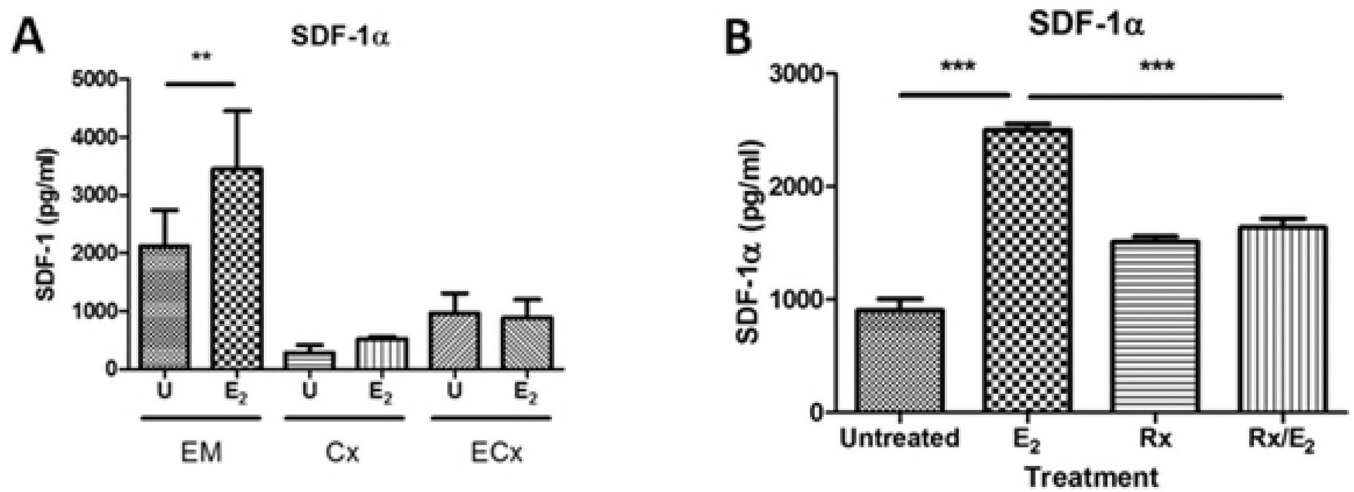 A
SDF-1α
**
SDF-1 (pg/ml)
5000
4000
3000
2000
1000
0
U E₂ U E₂ U E₂
EM Cx ECx
B
SDF-1α
*** ***
SDF-1α (pg/ml)
3000
2000
1000
0
Untreated E₂ Rx Rx/E₂
Treatment